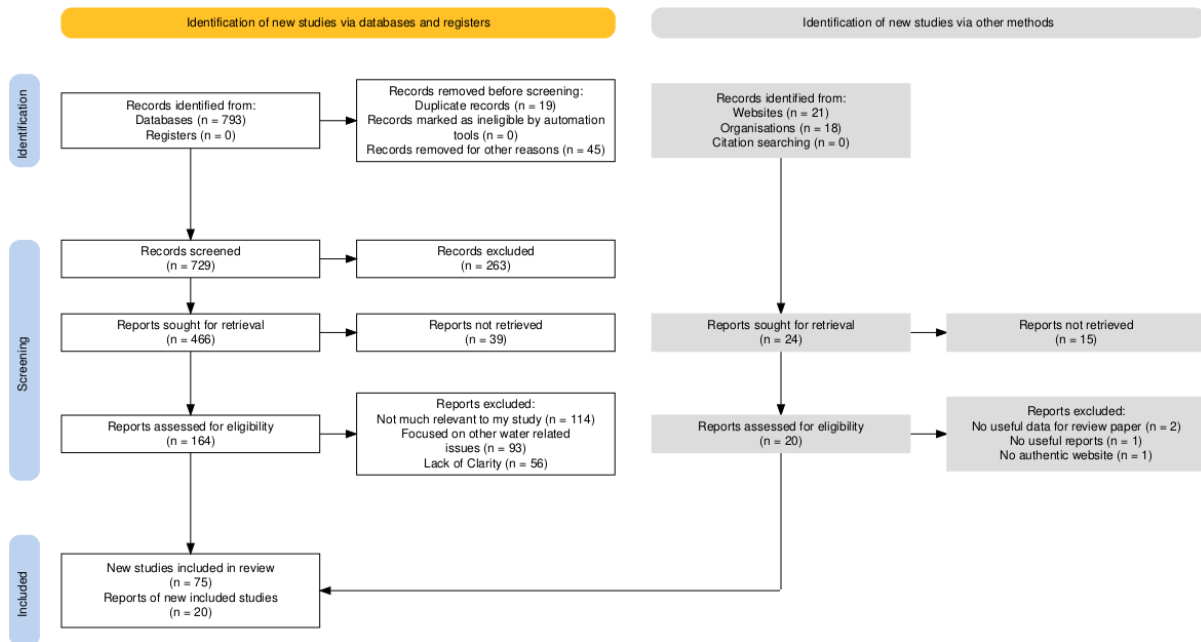 Identification of new studies via databases and registers
Identification of new studies via other methods
Identification
Records identified from:
Databases (n = 793)
Registers (n = 0)
Records removed before screening:
Duplicate records (n = 19)
Records marked as ineligible by automation
tools (n = 0)
Records removed for other reasons (n = 45)
Records identified from:
Websites (n = 21)
Organisations (n = 18)
Citation searching (n = 0)
Screening
Records screened
(n = 729)
Records excluded
(n = 263)
Reports sought for retrieval
(n = 466)
Reports not retrieved
(n = 39)
Reports sought for retrieval
(n = 24)
Reports not retrieved
(n = 15)
Reports assessed for eligibility
(n = 164)
Reports excluded:
Not much relevant to my study (n = 114)
Focused on other water related
issues (n = 93)
Lack of Clarity (n = 56)
Reports assessed for eligibility
(n = 20)
Reports excluded:
No useful data for review paper (n = 2)
No useful reports (n = 1)
No authentic website (n = 1)
Included
New studies included in review
(n = 75)
Reports of new included studies
(n = 20)